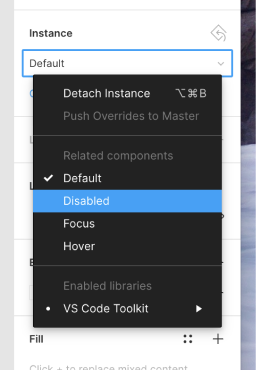 Instance
Default
Detach Instance ⌥⌘B
Push Overrides to Master
Related components
✓ Default
Disabled
Focus
Hover
Enabled libraries
• VS Code Toolkit ▶
Fill
Click + to replace mixed content